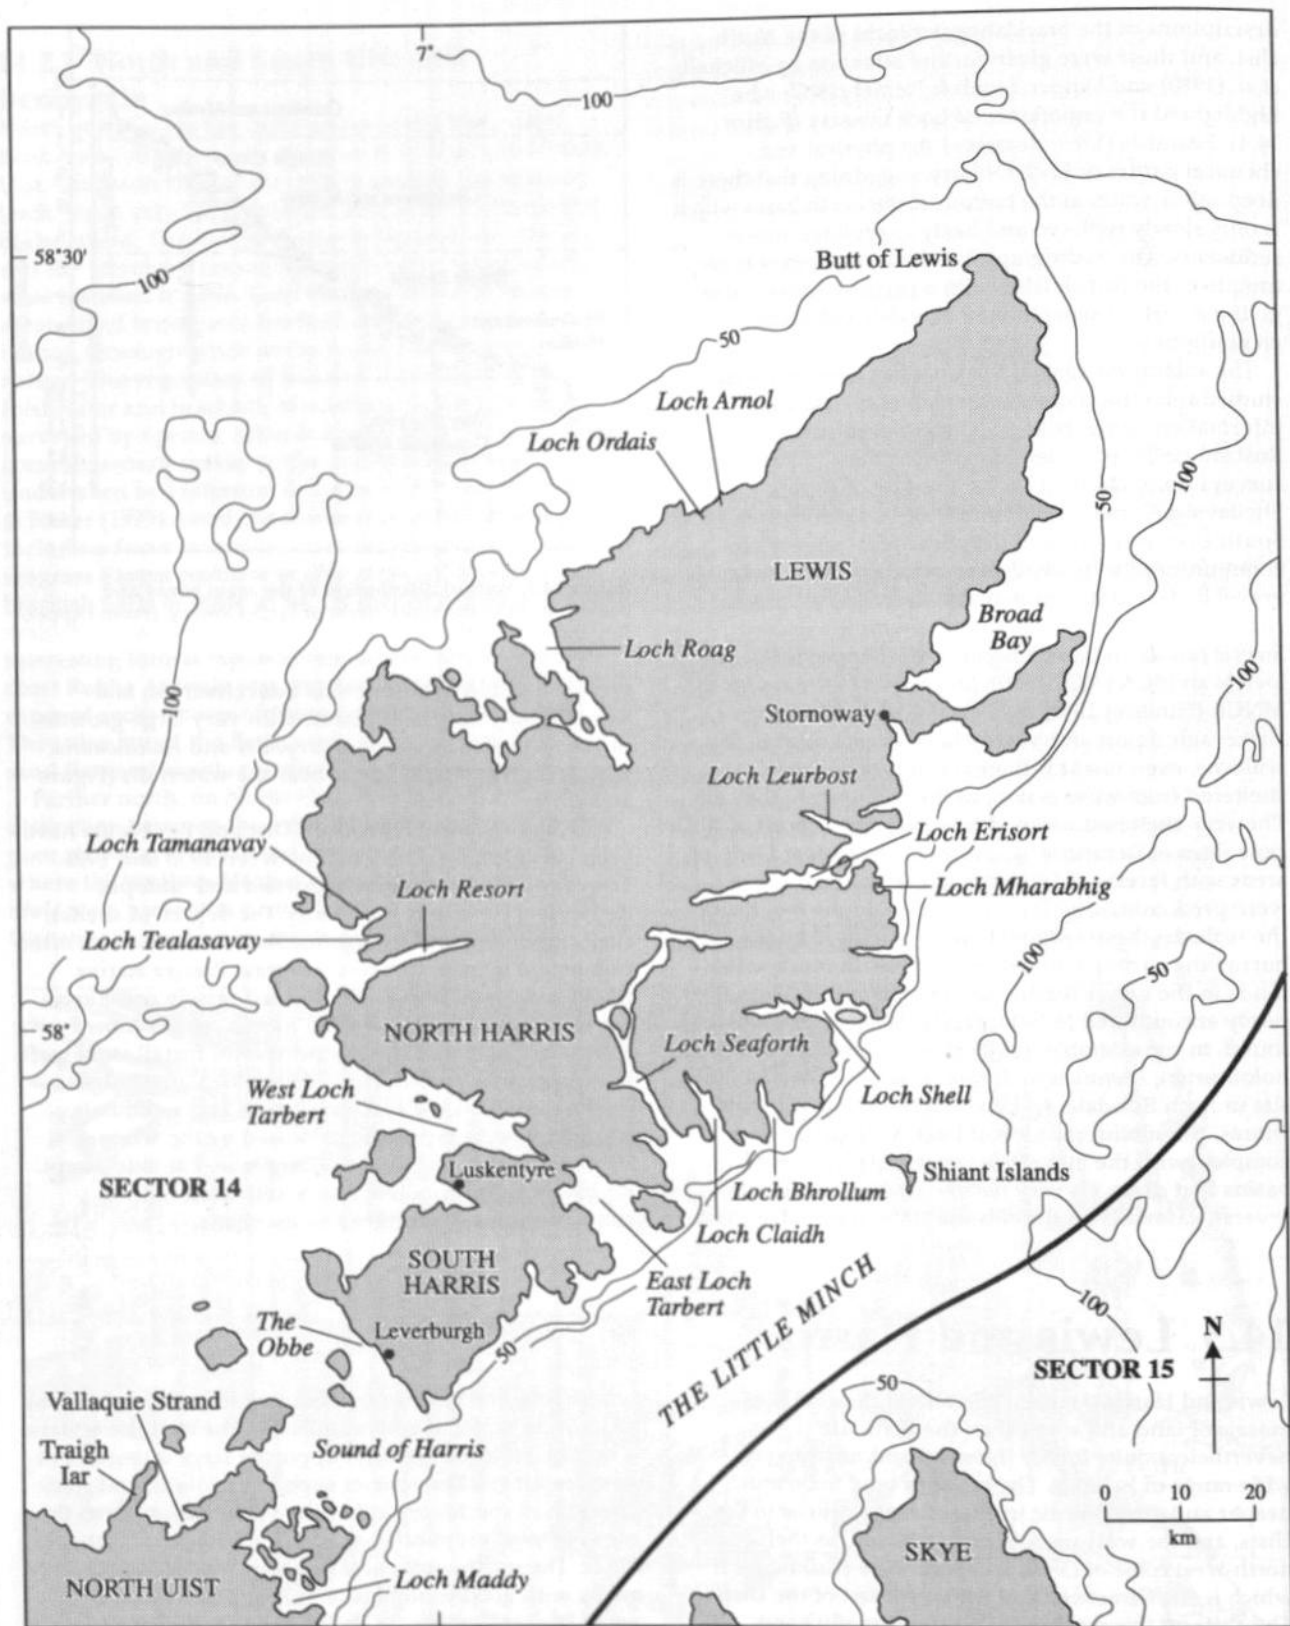 7°
100
58°30'
100
Butt of Lewis
50
Loch Arnol
Loch Ordais
100
50
LEWIS
Broad
Bay
Loch Roag
100
100
Stornoway
Loch Leurbost
Loch Erisort
Loch Tamanavay
Loch Resort
Loch Mharabhig
Loch Tealasavay
100
50
58°
NORTH HARRIS
Loch Seaforth
West Loch
Tarbert
Loch Shell
Luskentyre
Shiant Islands
SECTOR 14
Loch Bhrollum
Loch Claidh
SOUTH
HARRIS
East Loch
Tarbert
100
The
Obbe
Leverburgh
50
THE LITTLE MINCH
N
SECTOR 15
50
Vallaquie Strand
Traigh
Iar
Sound of Harris
0 10 20
km
SKYE
NORTH UIST
Loch Maddy